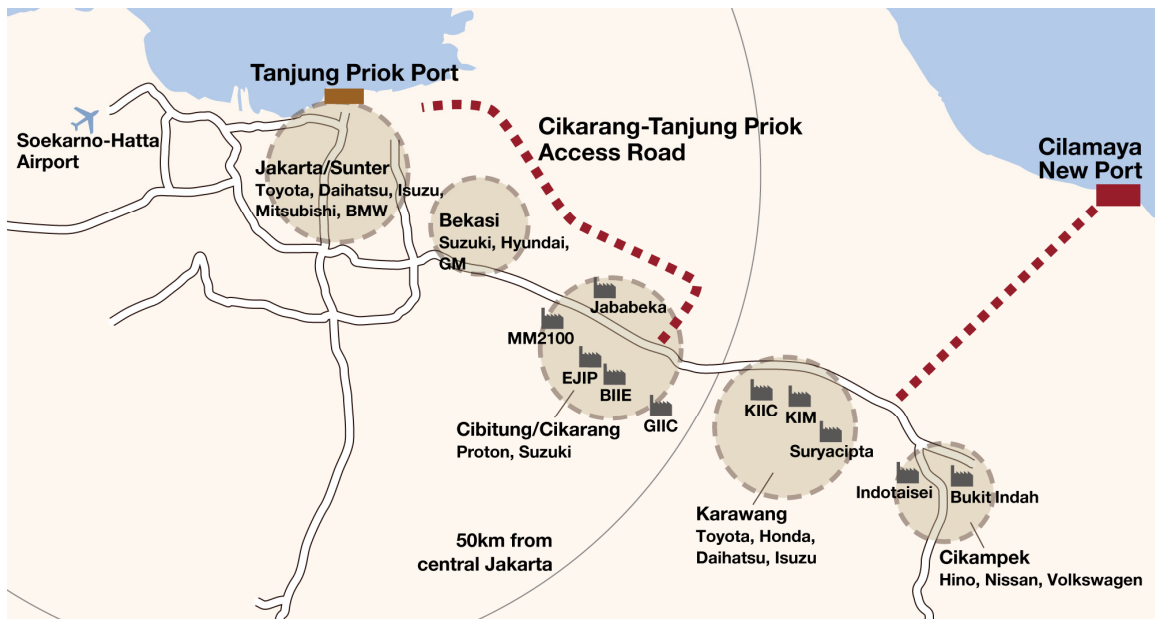 Tanjung Priok Port
Soekarno-Hatta
Airport
Cikarang-Tanjung Priok
Access Road
Cilamaya
New Port
Jakarta/Sunter
Toyota, Daihatsu, Isuzu,
Mitsubishi, BMW
Bekasi
Suzuki, Hyundai,
GM
Jababeka
MM2100
EJIP
BIIE
GIIC
Cibitung/Cikarang
Proton, Suzuki
KIIC
KIM
Suryacipta
Indotaisei
Bukit Indah
Karawang
Toyota, Honda,
Daihatsu, Isuzu
50km from
central Jakarta
Cikampek
Hino, Nissan, Volkswagen